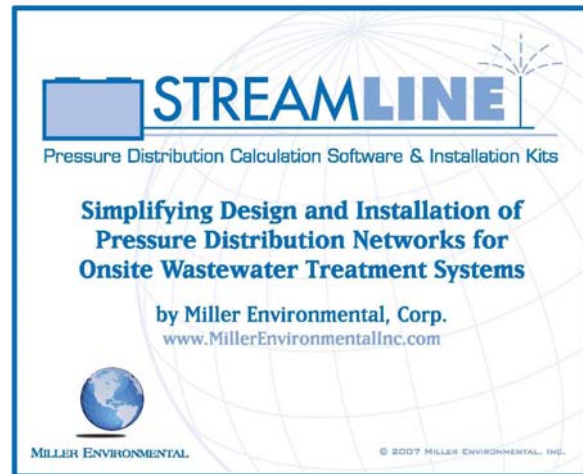 STREAMLINE
Pressure Distribution Calculation Software & Installation Kits
Simplifying Design and Installation of
Pressure Distribution Networks for
Onsite Wastewater Treatment Systems
by Miller Environmental, Corp.
www.MillerEnvironmentalInc.com
MILLER ENVIRONMENTAL
© 2007 MILLER ENVIRONMENTAL, INC.